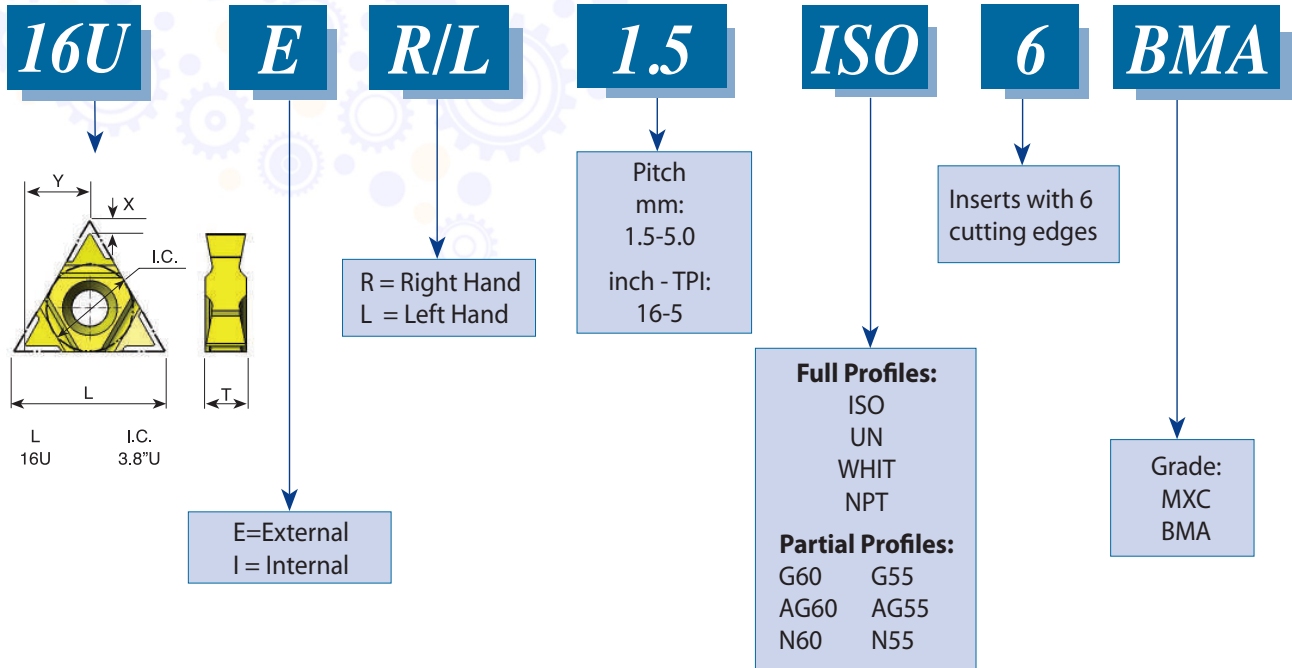 16U E R/L 1.5 ISO 6 BMA
Y
X
I.C.
L
T
L I.C.
16U 3.8”U
E=External
I = Internal
R = Right Hand
L = Left Hand
Pitch
mm:
1.5-5.0
inch - TPI:
16-5
Full Profiles:
ISO
UN
WHIT
NPT
Partial Profiles:
G60 G55
AG60 AG55
N60 N55
Inserts with 6
cutting edges
Grade:
MXC
BMA